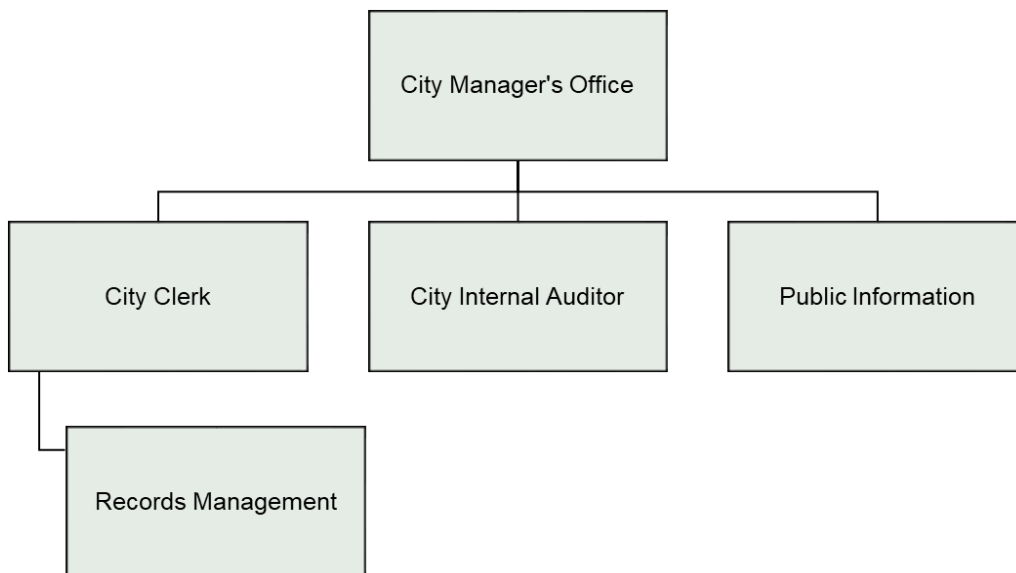 City Manager's Office
City Clerk
City Internal Auditor
Public Information
Records Management